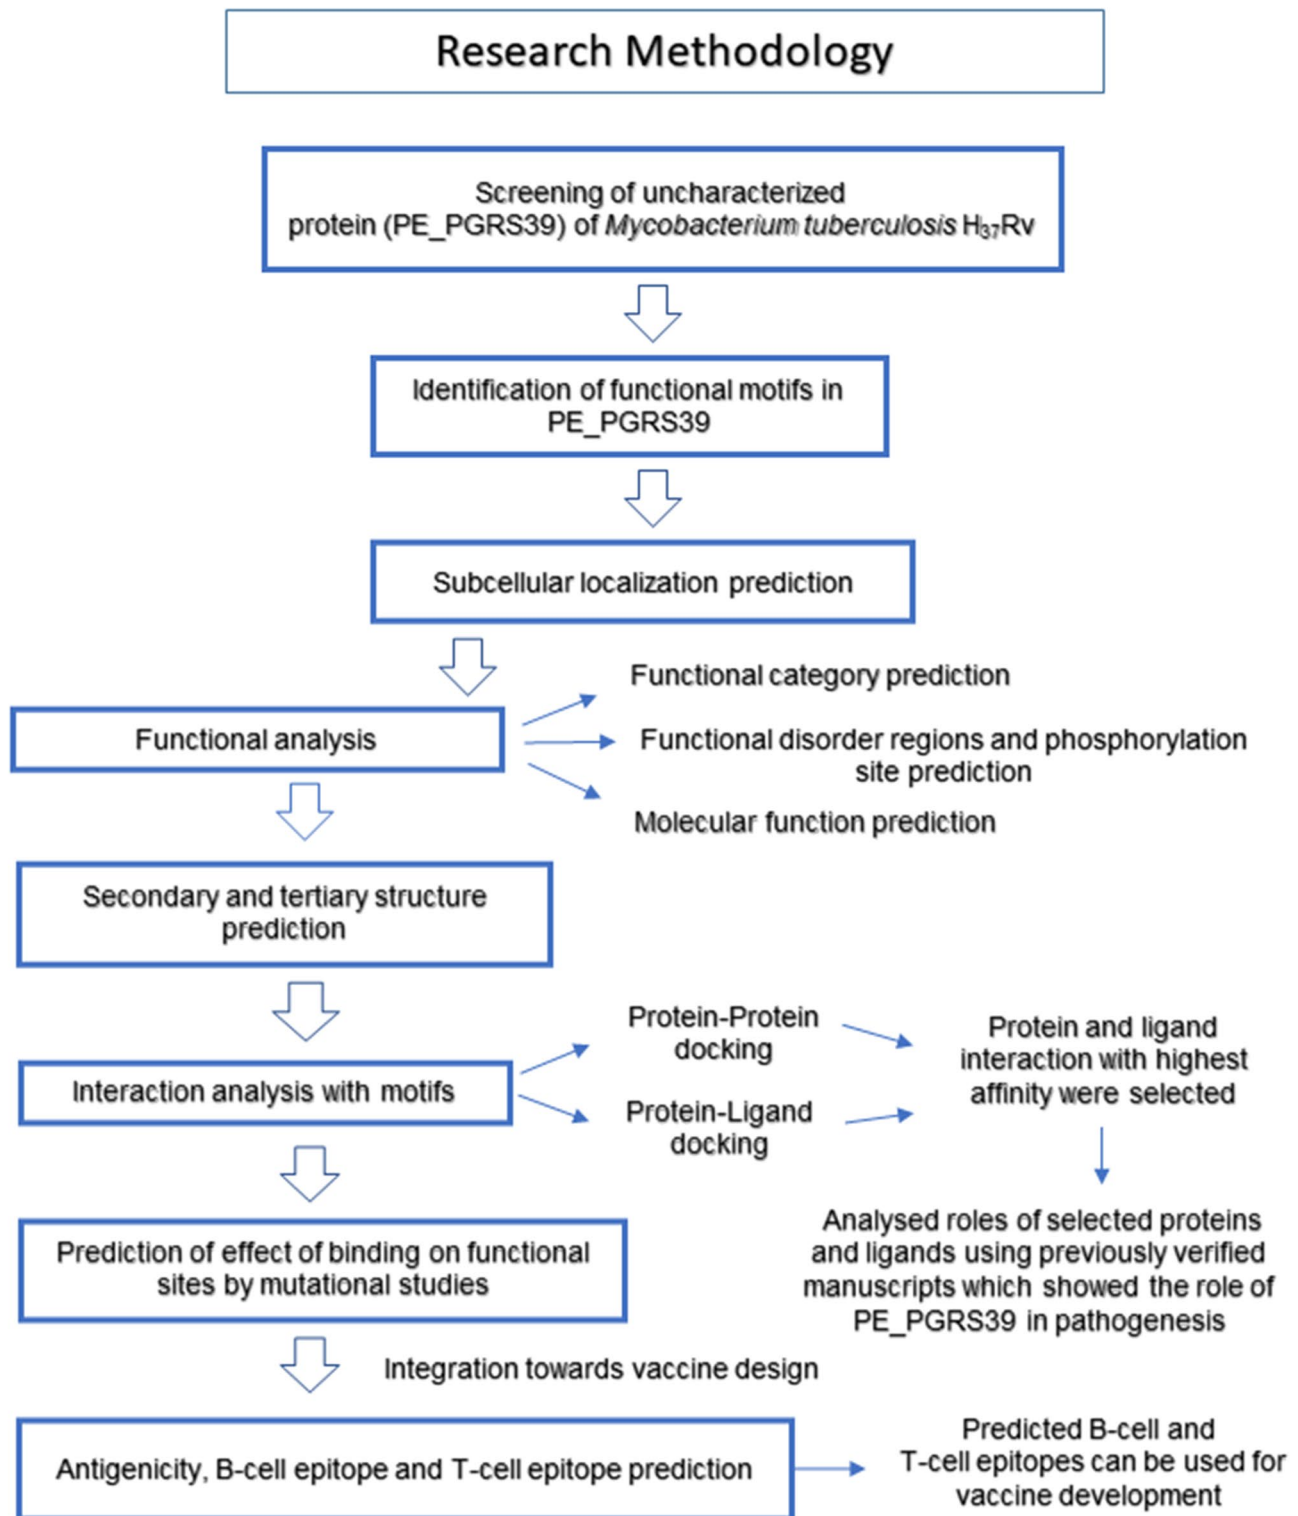 Research Methodology
Screening of uncharacterized
protein (PE_PGRS39) of Mycobacterium tuberculosis H₃₇Rv
Identification of functional motifs in
PE_PGRS39
Subcellular localization prediction
Functional category prediction
Functional analysis
Functional disorder regions and phosphorylation
site prediction
Molecular function prediction
Secondary and tertiary structure
prediction
Interaction analysis with motifs
Protein-Protein
docking
Protein-Ligand
docking
Protein and ligand
interaction with highest
affinity were selected
Analysed roles of selected proteins
and ligands using previously verified
manuscripts which showed the role of
PE_PGRS39 in pathogenesis
Prediction of effect of binding on functional
sites by mutational studies
Integration towards vaccine design
Antigenicity, B-cell epitope and T-cell epitope prediction
Predicted B-cell and
T-cell epitopes can be used for
vaccine development